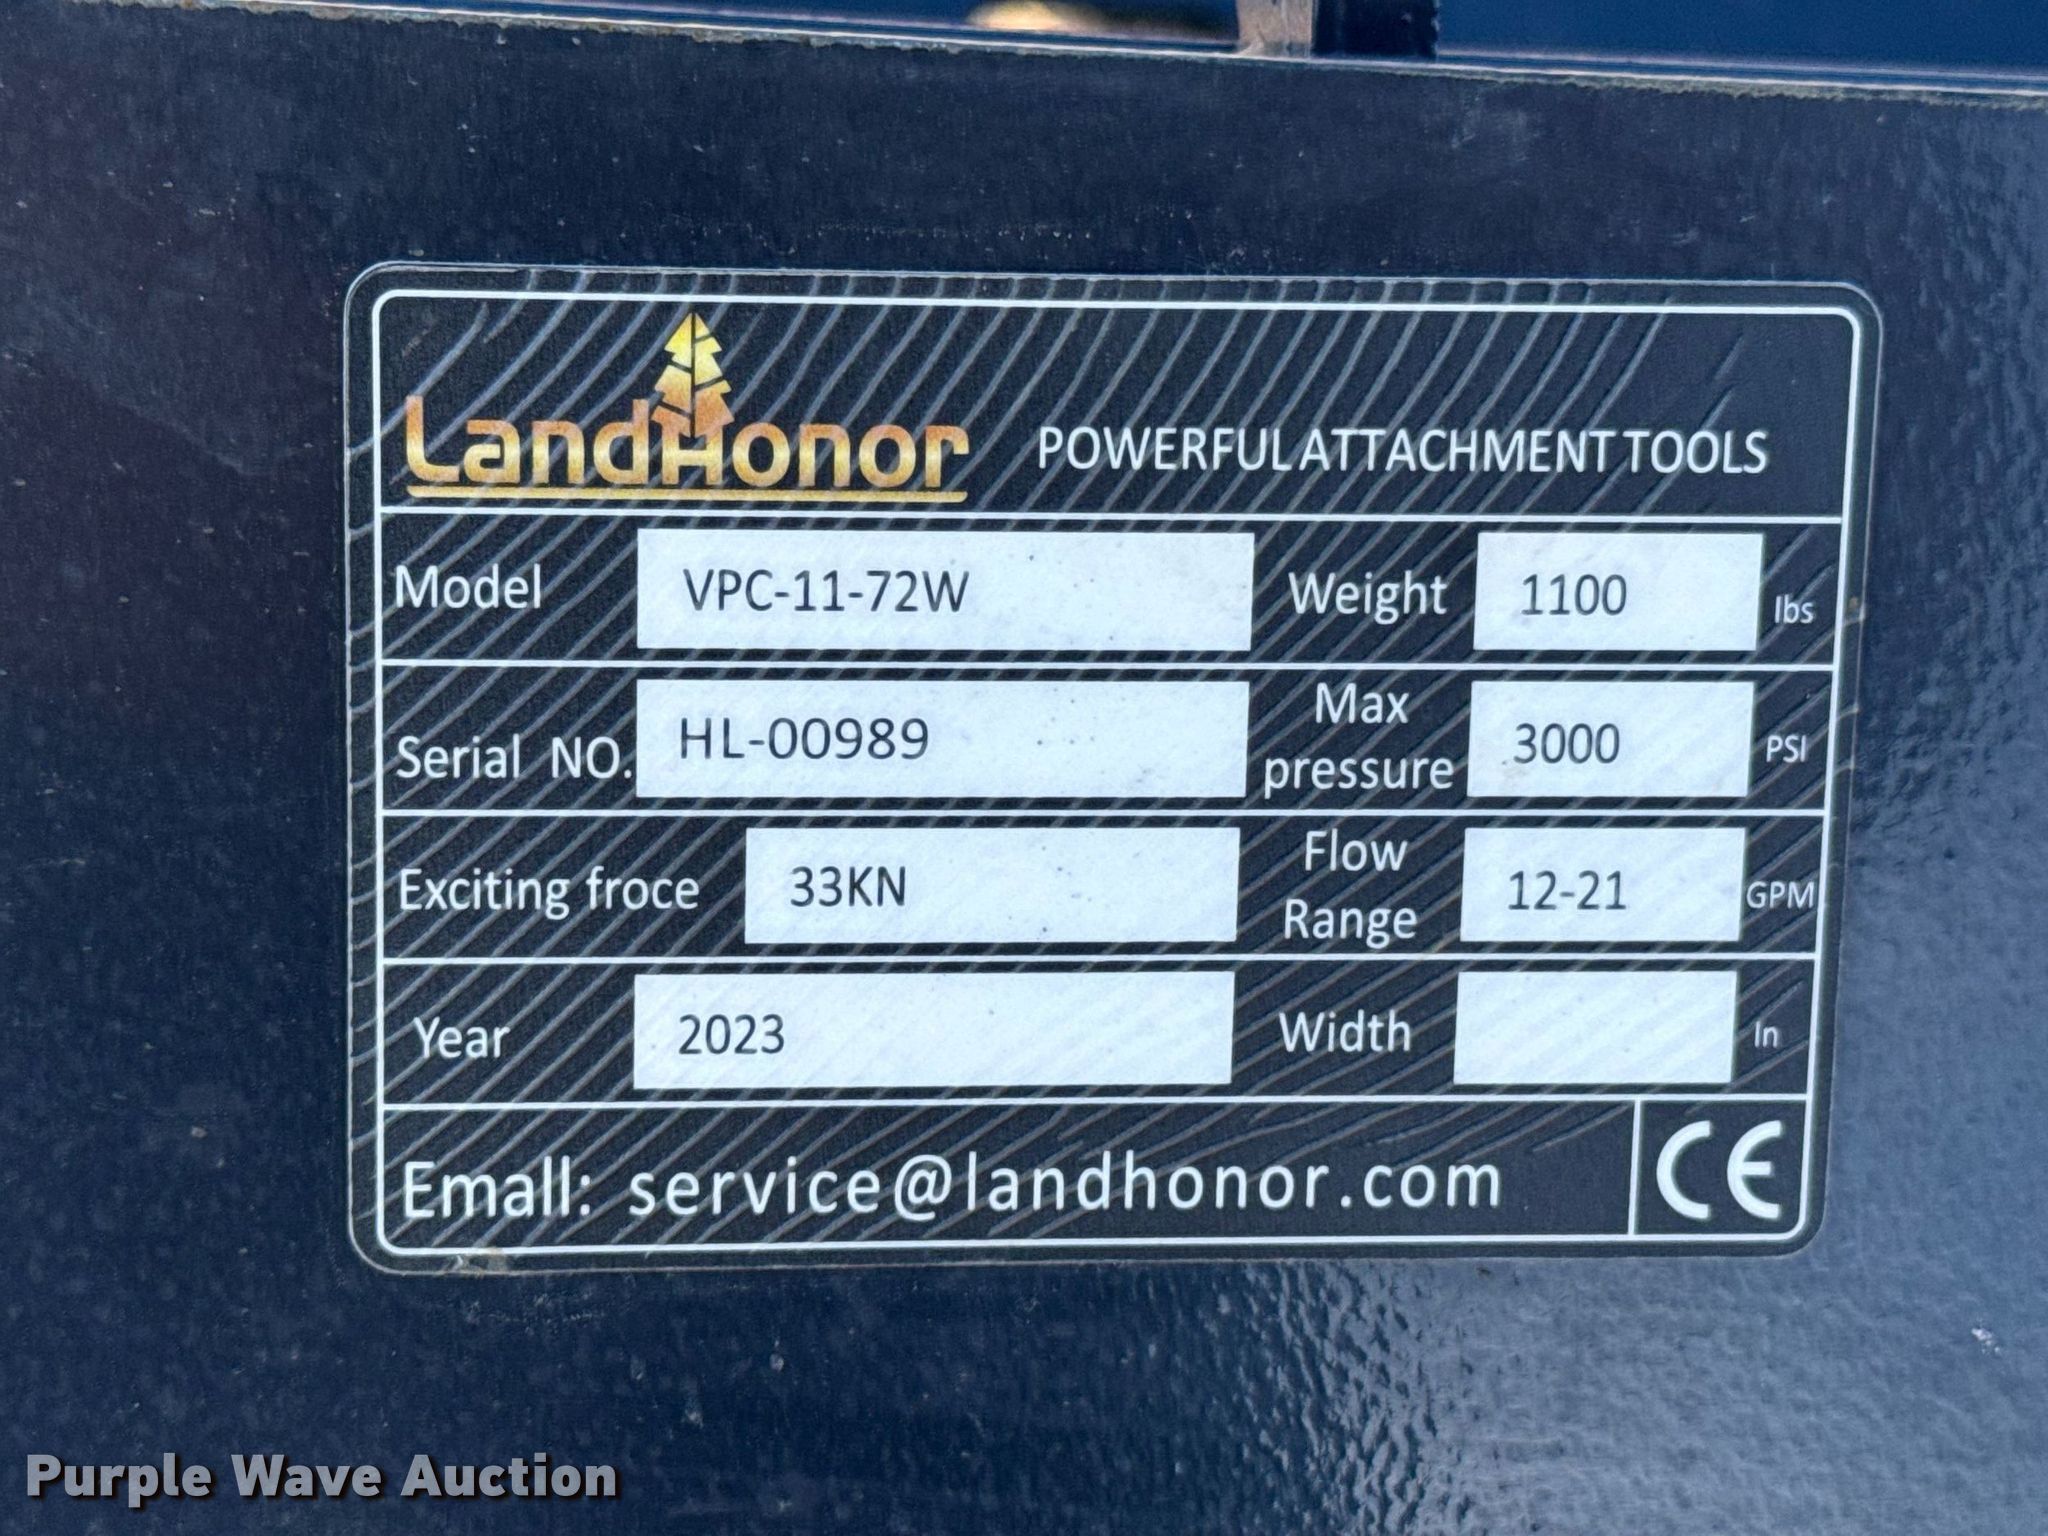 LandHonor POWERFUL ATTACHMENT TOOLS
Model VPC-11-72W Weight 1100 lbs
Serial NO. HL-00989 Max pressure 3000 PSI
Exciting froce 33KN Flow Range 12-21 GPM
Year 2023 Width In
Emall: service@landhonor.com CE
Purple Wave Auction